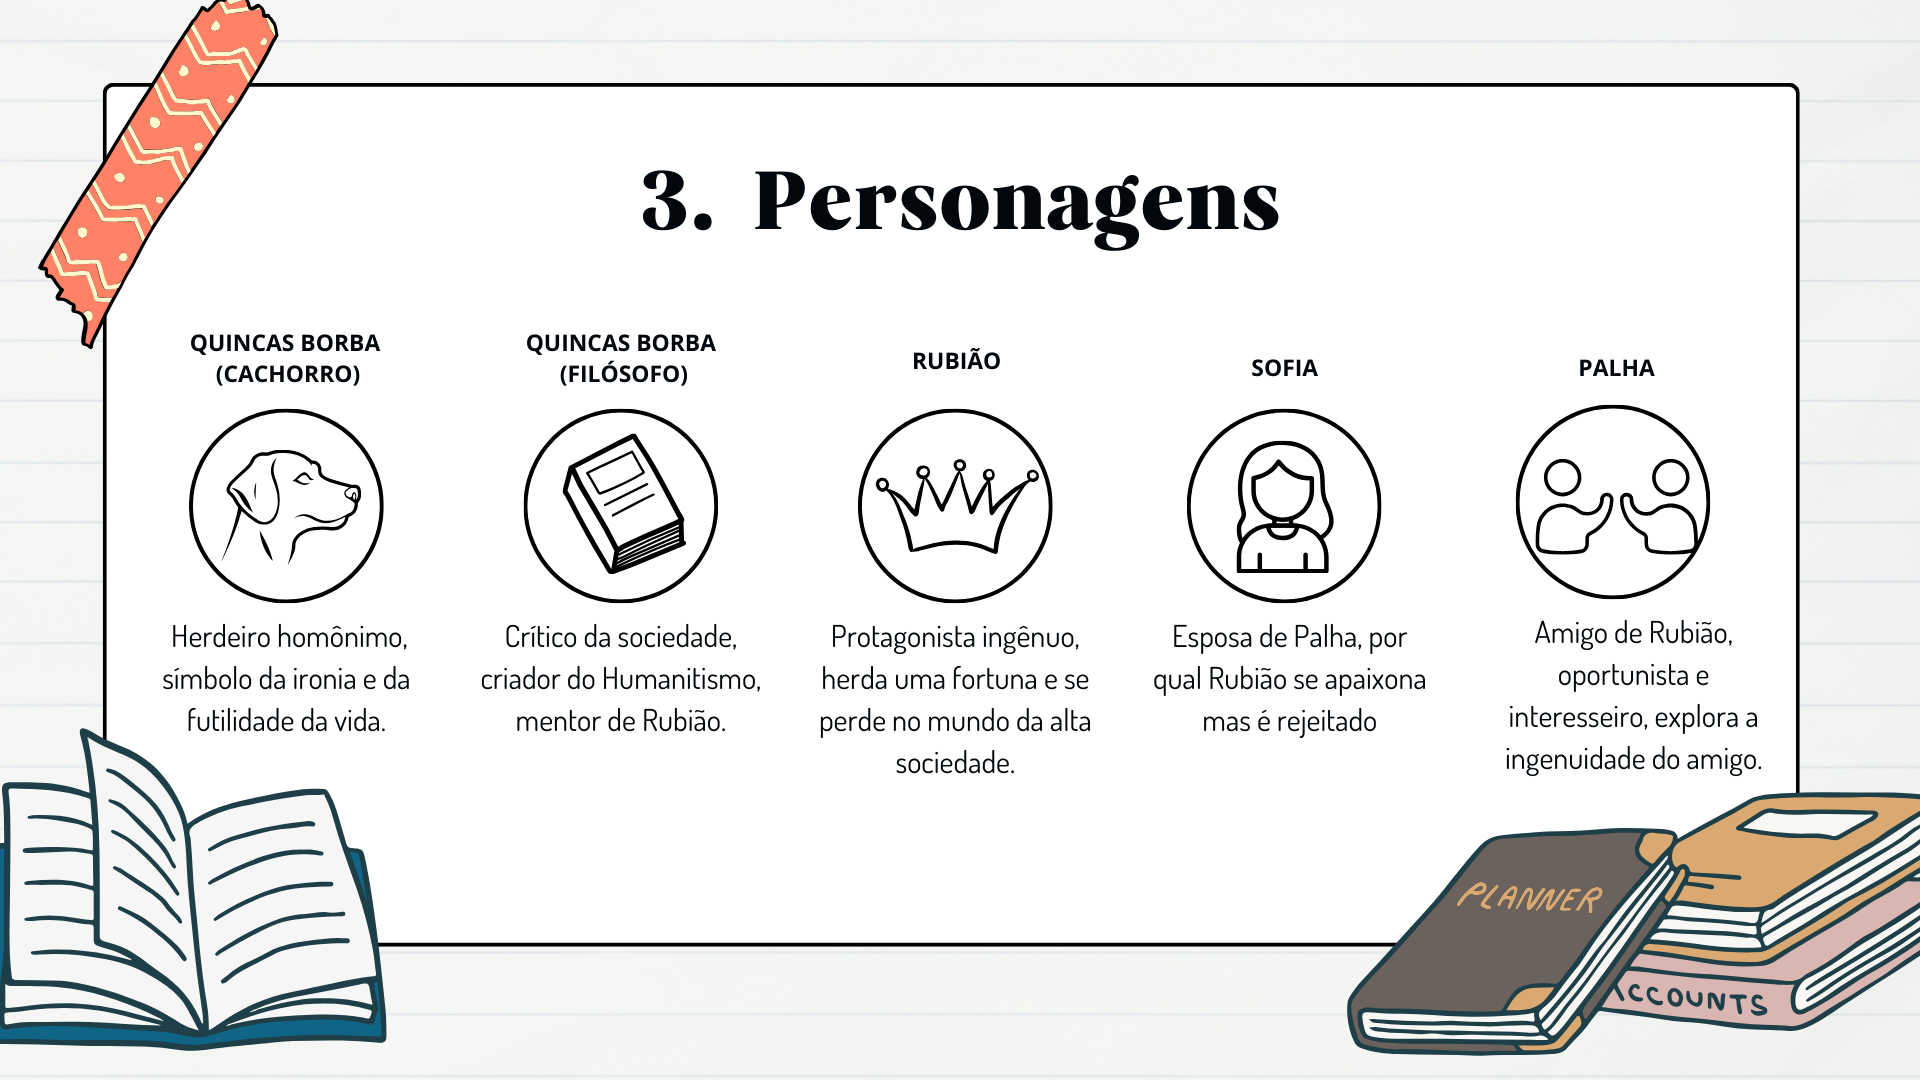 3. Personagens
QUINCAS BORBA
(CACHORRO)
Herdeiro homônimo,
símbolo da ironia e da
futilidade da vida.
QUINCAS BORBA
(FILÓSOFO)
Crítico da sociedade,
criador do Humanitismo,
mentor de Rubião.
RUBIÃO
Protagonista ingênuo,
herda uma fortuna e se
perde no mundo da alta
sociedade.
SOFIA
Esposa de Palha, por
qual Rubião se apaixona
mas é rejeitado
PALHA
Amigo de Rubião,
oportunista e
interesseiro, explora a
ingenuidade do amigo.
PLANNER
ACCOUNTS